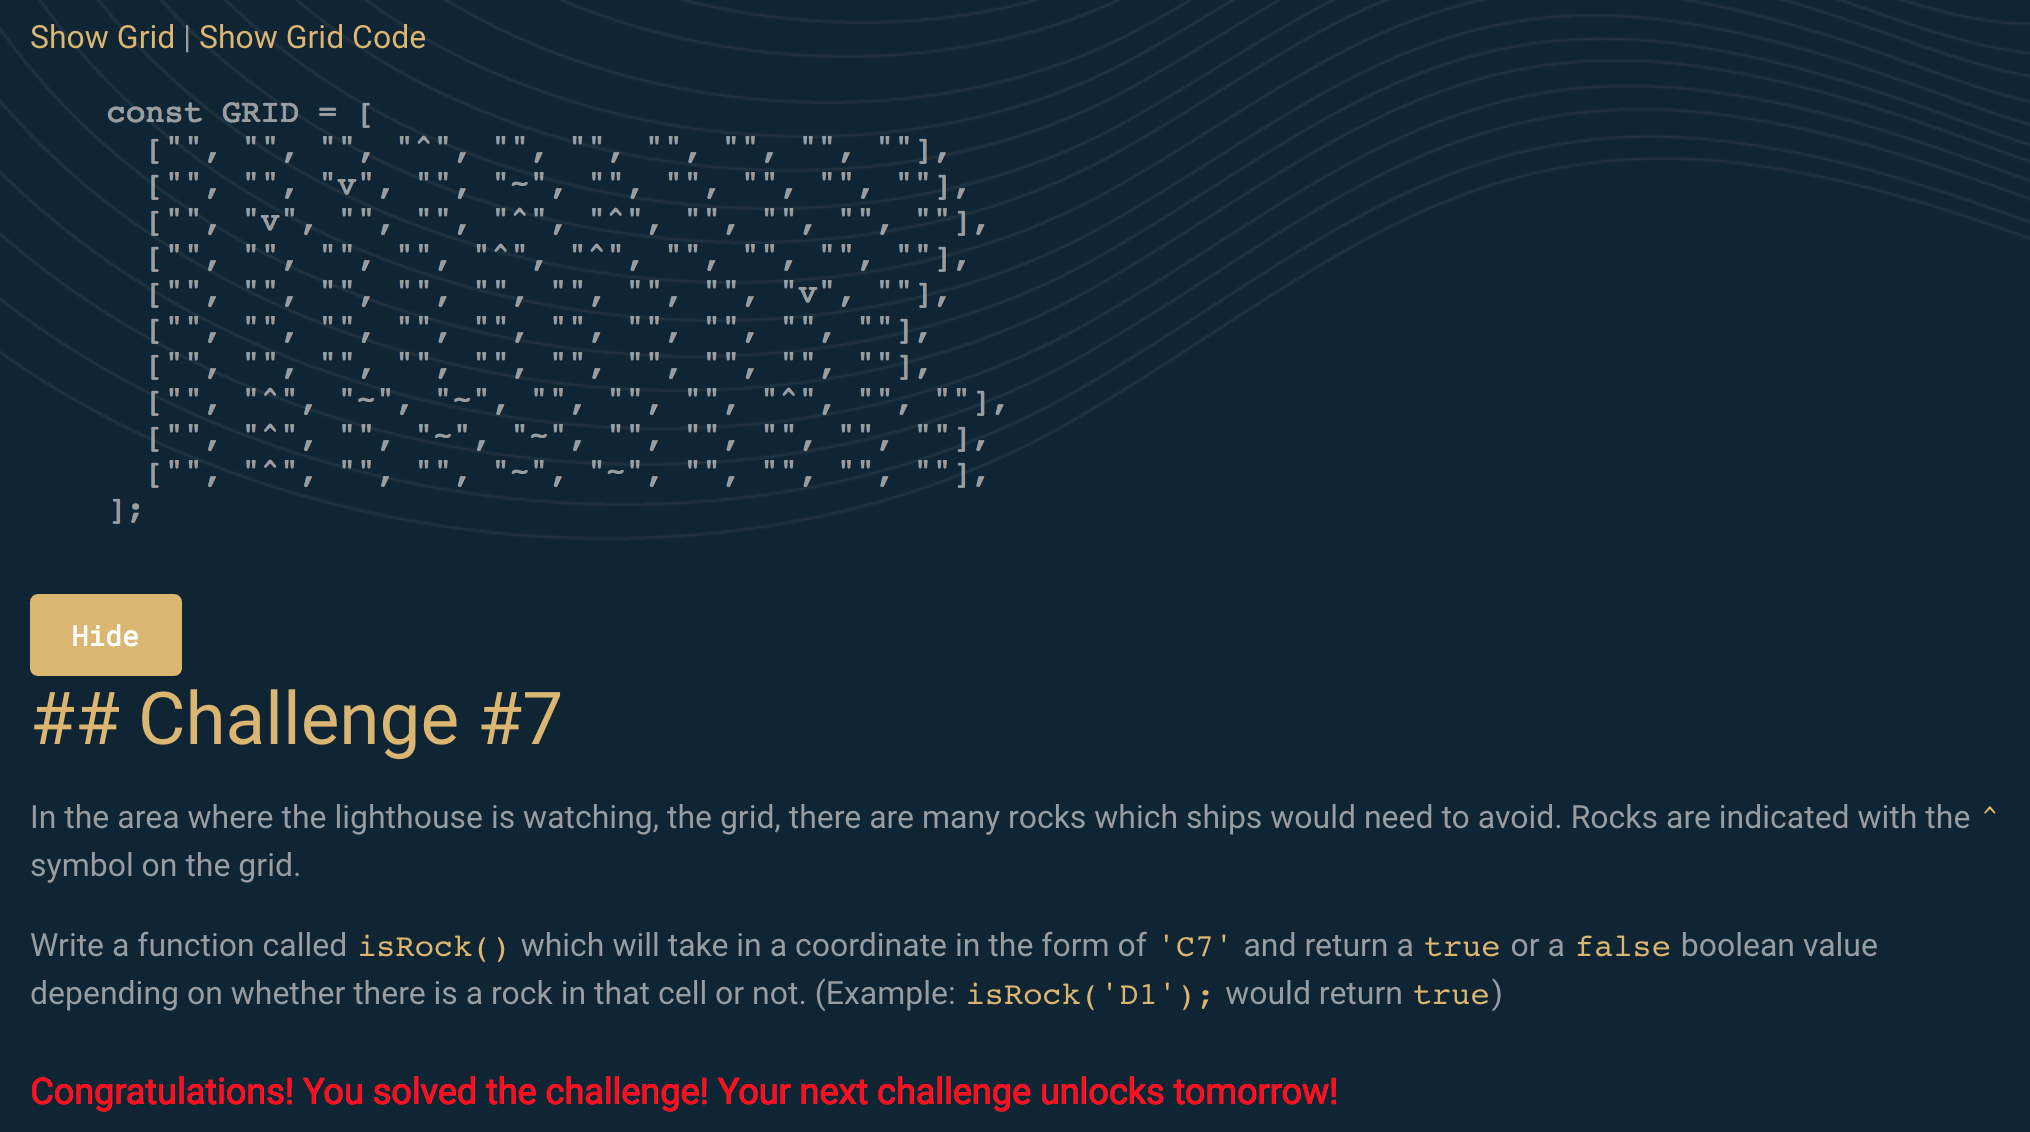 Show Grid | Show Grid Code
const GRID = [
["", "", "", "^", "", "", "", "", "", ""],
["", "", "v", "", "~", "", "", "", "", ""],
["", "v", "", "", "^", "^", "", "", "", ""],
["", "", "", "", "^", "^", "", "", "", ""],
["", "", "", "", "", "", "", "", "v", ""],
["", "", "", "", "", "", "", "", "", ""],
["", "", "", "", "", "", "", "", "", ""],
["", "^", "~", "~", "", "", "", "^", "", ""],
["", "^", "", "~", "~", "", "", "", "", ""],
["", "^", "", "", "~", "~", "", "", "", ""],
];
Hide
## Challenge #7
In the area where the lighthouse is watching, the grid, there are many rocks which ships would need to avoid. Rocks are indicated with the ^
symbol on the grid.
Write a function called isRock() which will take in a coordinate in the form of 'C7' and return a true or a false boolean value
depending on whether there is a rock in that cell or not. (Example: isRock('D1'); would return true)
Congratulations! You solved the challenge! Your next challenge unlocks tomorrow!